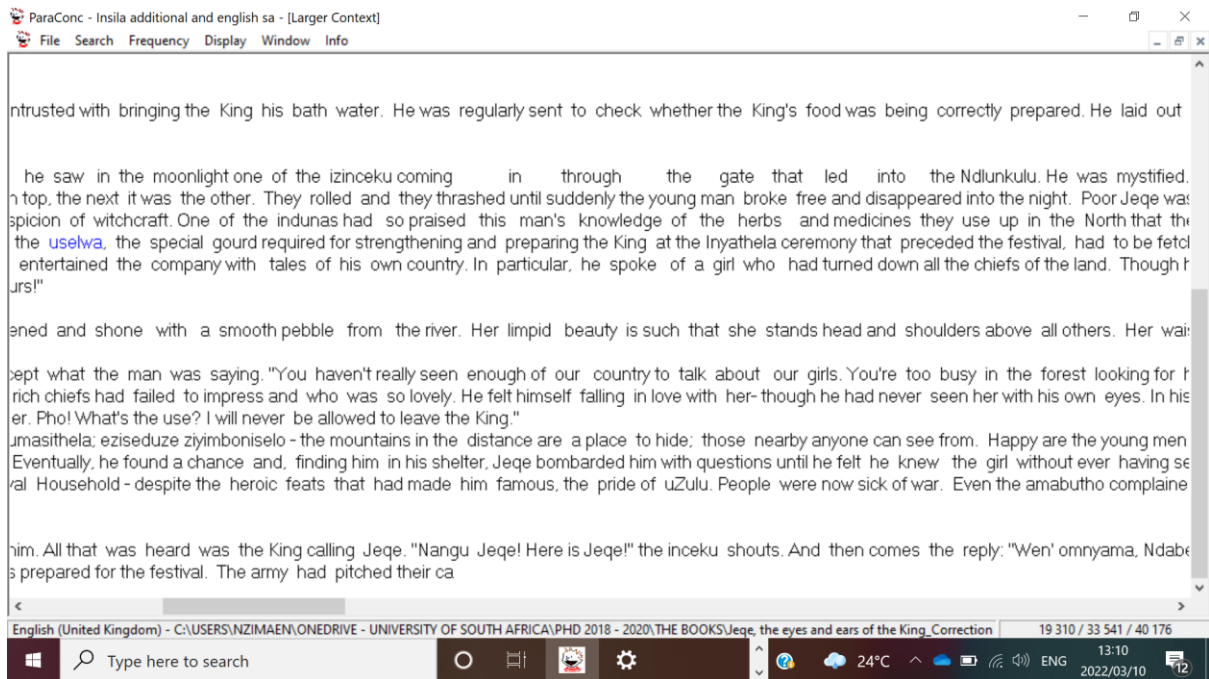 ParaConc - Insila additional and english sa - [Larger Context]
File Search Frequency Display Window Info
ntrusted with bringing the King his bath water. He was regularly sent to check whether the King's food was being correctly prepared. He laid out
he saw in the moonlight one of the izinceku coming in through the gate that led into the Ndlunkulu. He was mystified.
top, the next it was the other. They rolled and they thrashed until suddenly the young man broke free and disappeared into the night. Poor Jeqe was
spicion of witchcraft. One of the indunas had so praised this man's knowledge of the herbs and medicines they use up in the North that the
the uselwa, the special gourd required for strengthening and preparing the King at the Inyathela ceremony that preceded the festival, had to be fetcl
entertained the company with tales of his own country. In particular, he spoke of a girl who had turned down all the chiefs of the land. Though
urs!"
ened and shone with a smooth pebble from the river. Her limpid beauty is such that she stands head and shoulders above all others. Her wai
cept what the man was saying. "You haven't really seen enough of our country to talk about our girls. You're too busy in the forest looking for
rich chiefs had failed to impress and who was so lovely. He felt himself falling in love with her- though he had never seen her with his own eyes. In his
er. Pho! What's the use? I will never be allowed to leave the King."
umasithela; eziseduze ziyimboniselo - the mountains in the distance are a place to hide; those nearby anyone can see from. Happy are the young men
Eventually, he found a chance and, finding him in his shelter, Jeqe bombarded him with questions until he felt he knew the girl without ever having se
val Household - despite the heroic feats that had made him famous, the pride of uZulu. People were now sick of war. Even the amabutho complaine
him. All that was heard was the King calling Jeqe. "Nangu Jeqe! Here is Jeqe!" the inceku shouts. And then comes the reply: "Wen' omnyama, Ndabe
s prepared for the festival. The army had pitched their ca
English (United Kingdom) - C:\USERS\NZIMAEN\ONEDRIVE - UNIVERSITY OF SOUTH AFRICA\PHD 2018 - 2020\THE BOOKS\Jeqe, the eyes and ears of the King_Correction 19 310 / 33 541 / 40 176
Type here to search 24°C ENG 13:10
2022/03/10 12